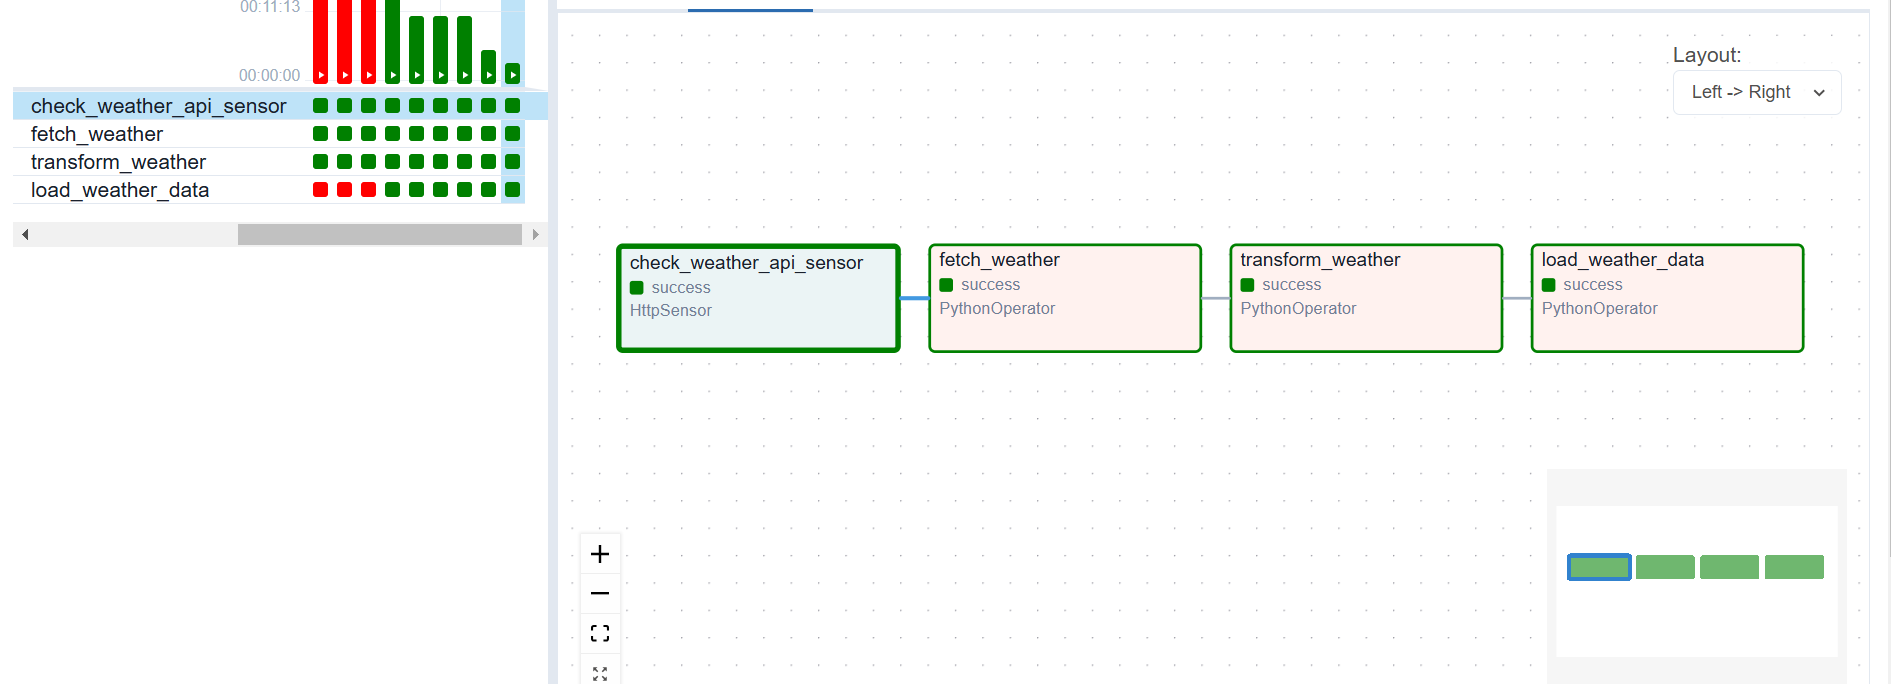 00:11:13
00:00:00
check_weather_api_sensor
fetch_weather
transform_weather
load_weather_data
Layout:
Left -> Right
check_weather_api_sensor
success
HttpSensor
fetch_weather
success
PythonOperator
transform_weather
success
PythonOperator
load_weather_data
success
PythonOperator